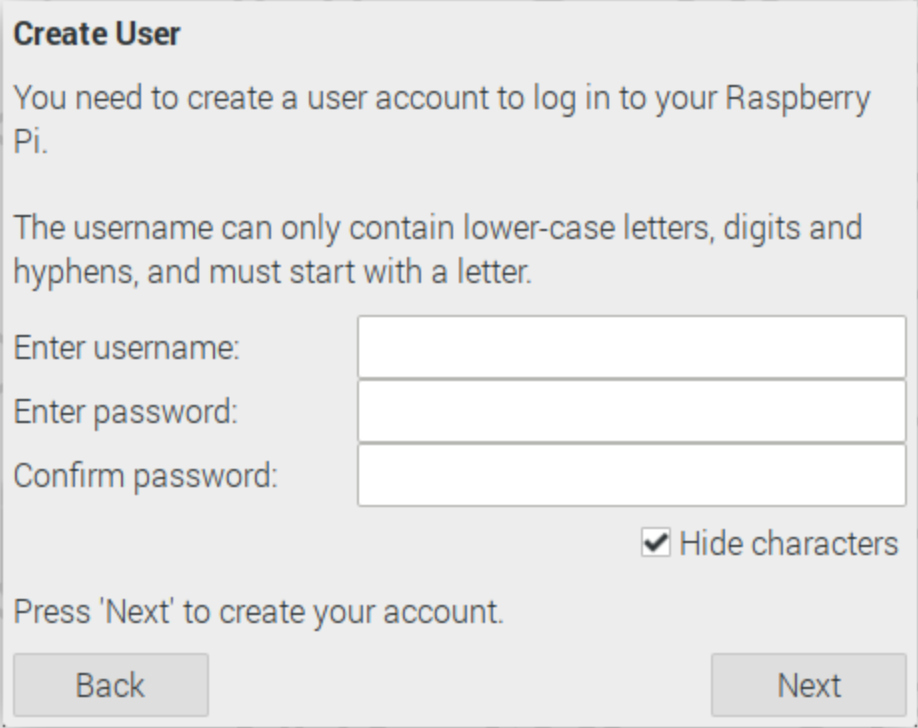 Create User
You need to create a user account to log in to your Raspberry
Pi.
The username can only contain lower-case letters, digits and
hyphens, and must start with a letter.
Enter username:
Enter password:
Confirm password:
Hide characters
Press 'Next' to create your account.
Back
Next